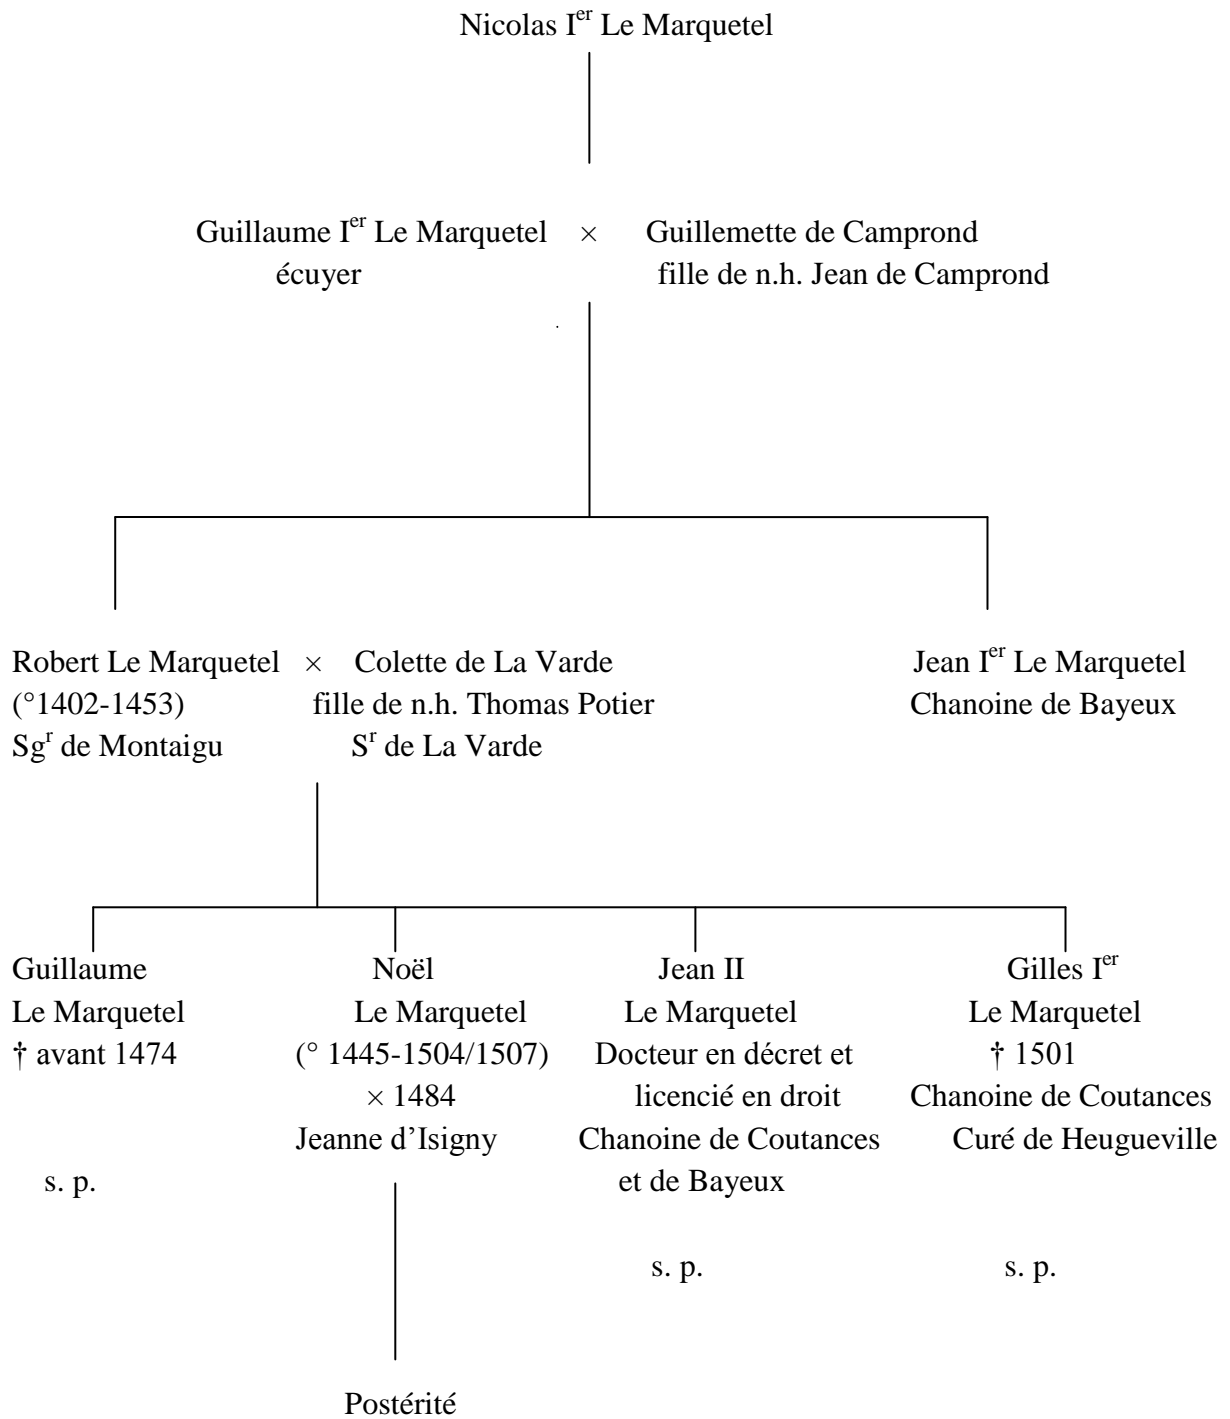 Nicolas Ier Le Marquetel
Guillaume Ier Le Marquetel × Guillemette de Camprond
écuyer fille de n.h. Jean de Camprond
Robert Le Marquetel × Colette de La Varde Jean Ier Le Marquetel
(°1402-1453) fille de n.h. Thomas Potier Chanoine de Bayeux
Sgr de Montaigu Sr de La Varde
Guillaume Noël Jean II Gilles Ier
Le Marquetel Le Marquetel Le Marquetel Le Marquetel
† avant 1474 (° 1445-1504/1507) Docteur en décret et † 1501
× 1484 licencié en droit Chanoine de Coutances
Jeanne d’Isigny Chanoine de Coutances Curé de Heugueville
s. p. et de Bayeux
s. p. s. p.
Postérité